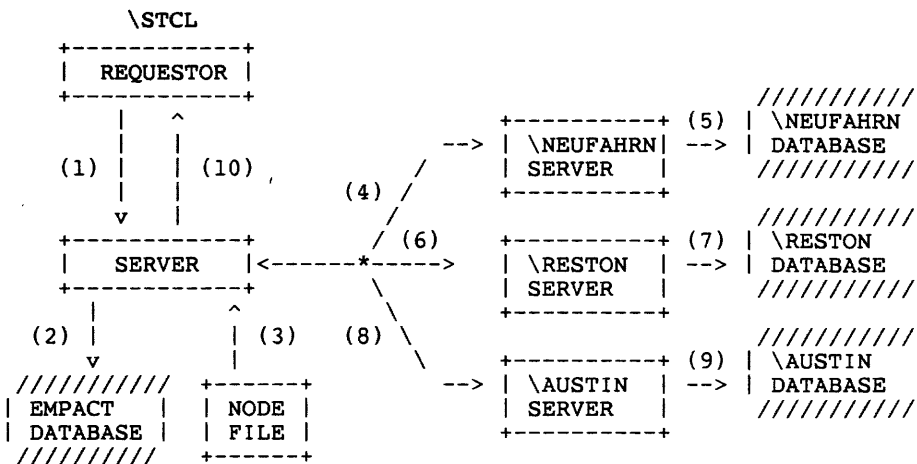 \STCL
REQUESTOR
(1) (10)
(4)
\NEUFAHRN SERVER
(5)
\NEUFAHRN DATABASE
SERVER
(6)
\RESTON SERVER
(7)
\RESTON DATABASE
(2) (3) (8)
\AUSTIN SERVER
(9)
\AUSTIN DATABASE
EMPACT DATABASE
NODE FILE